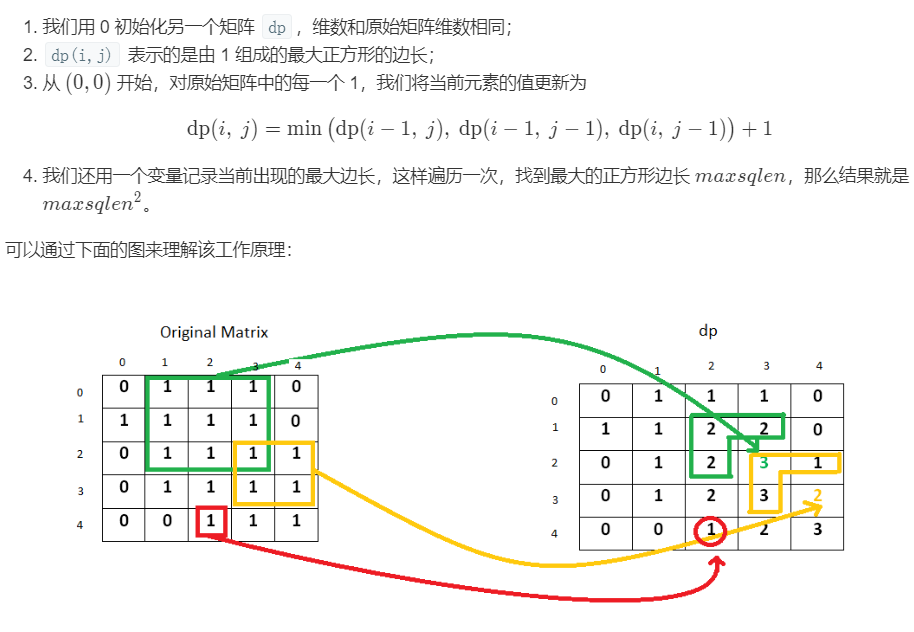 1. 我们用 0 初始化另一个矩阵 dp ，维数和原始矩阵维数相同；
2. dp(i,j) 表示的是由 1 组成的最大正方形的边长；
3. 从 (0,0) 开始，对原始矩阵中的每一个 1，我们将当前元素的值更新为
dp(i, j) = min (dp(i − 1, j), dp(i − 1, j − 1), dp(i, j − 1)) + 1
4. 我们还用一个变量记录当前出现的最大边长，这样遍历一次，找到最大的正方形边长 maxsqlen，那么结果就是
maxsqlen²。
可以通过下面的图来理解该工作原理：
Original Matrix
0 1 2 3 4
0 0 1 1 1 0
1 1 1 1 1 0
2 0 1 1 1 1
3 0 1 1 1 1
4 0 0 1 1 1
dp
0 1 2 3 4
0 0 1 1 1 0
1 1 1 2 2 0
2 0 1 2 3 1
3 0 1 2 3 2
4 0 0 1 2 3